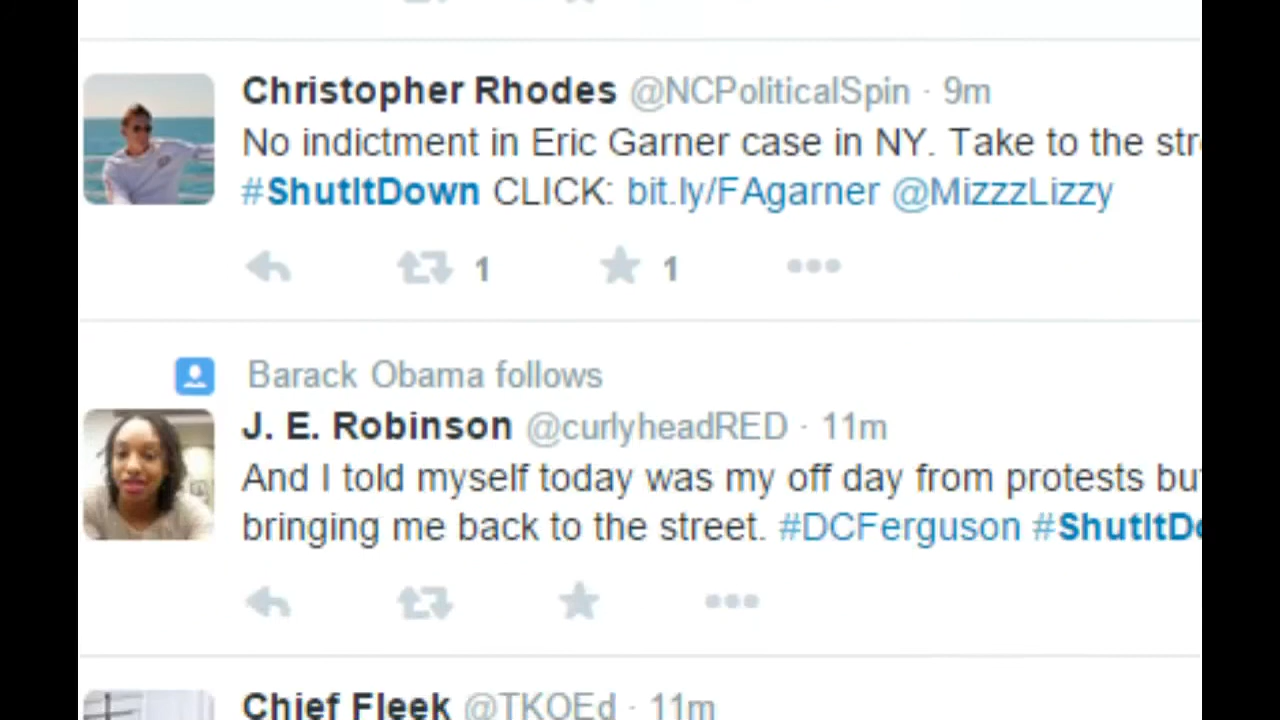 Christopher Rhodes @NCPoliticalSpin · 9m
No indictment in Eric Garner case in NY. Take to the
#ShutItDown CLICK: bit.ly/FAgarner @MizzzLizzy
1 1
Barack Obama follows
J. E. Robinson @curlyheadRED · 11m
And I told myself today was my off day from protests
bringing me back to the street. #DCFerguson
Chief Fleek @TKOEd · 11m